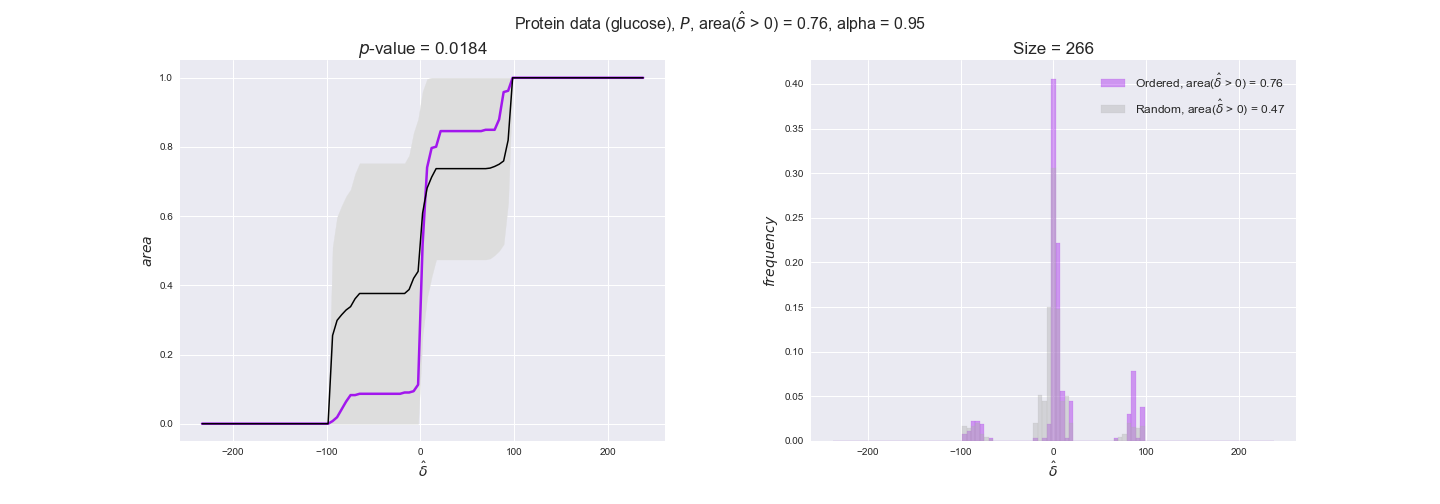 Protein data (glucose), P, area(δ̂ > 0) = 0.76, alpha = 0.95
p-value = 0.0184
1.0
0.8
0.6
0.4
0.2
0.0
area
−200
−100
0
100
200
δ̂
Size = 266
Ordered, area(δ̂ > 0) = 0.76
Random, area(δ̂ > 0) = 0.47
0.40
0.35
0.30
0.25
0.20
0.15
0.10
0.05
0.00
frequency
−200
−100
0
100
200
δ̂